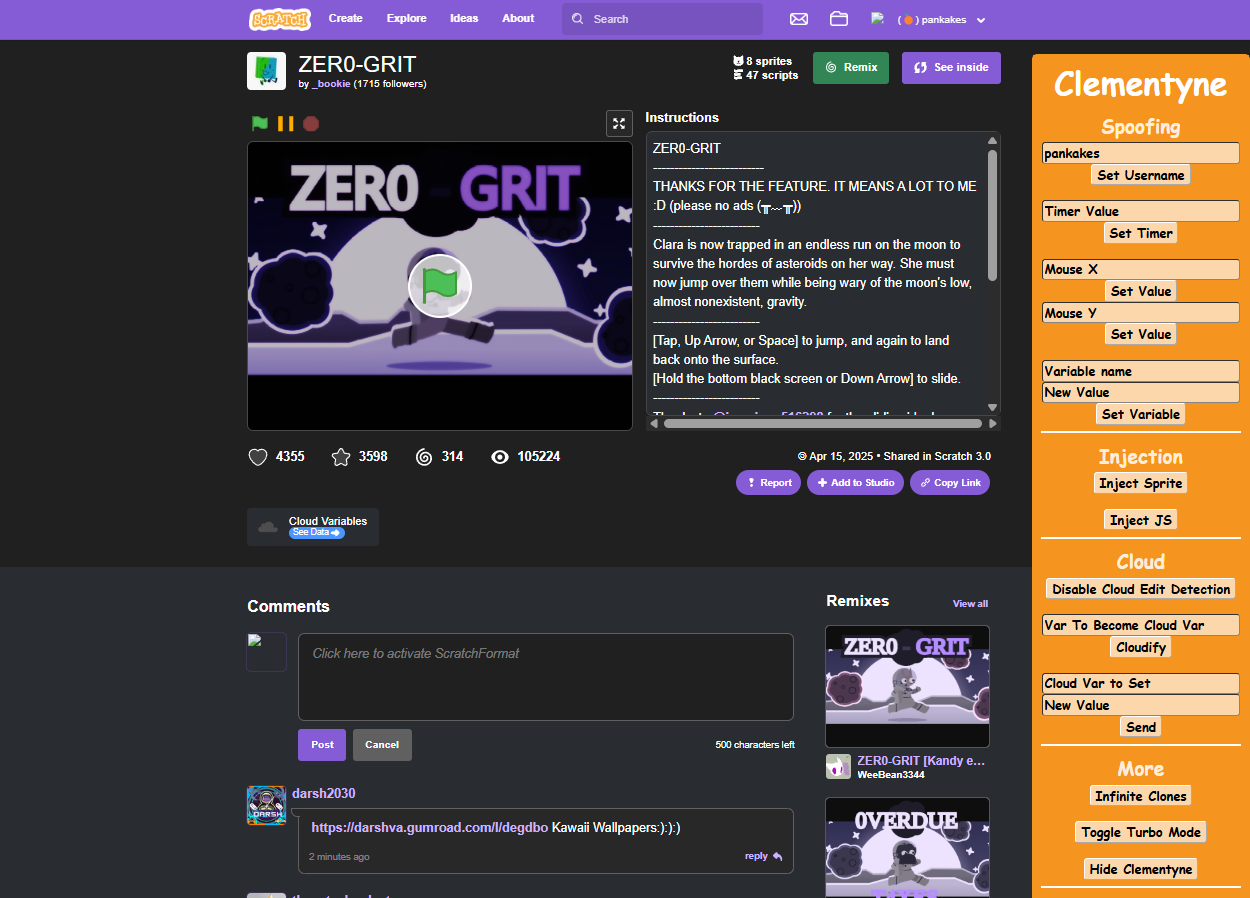 SCRATCH
Create
Explore
Ideas
About
Search
pankakes
ZER0-GRIT
by _bookie (1715 followers)
8 sprites
47 scripts
Remix
See inside
Instructions
ZER0 - GRIT
ZER0-GRIT
--------------------------
THANKS FOR THE FEATURE. IT MEANS A LOT TO ME
:D (please no ads (╥﹏╥))
-------------------------
Clara is now trapped in an endless run on the moon to
survive the hordes of asteroids on her way. She must
now jump over them while being wary of the moon's low,
almost nonexistent, gravity.
-------------------------
[Tap, Up Arrow, or Space] to jump, and again to land
back onto the surface.
[Hold the bottom black screen or Down Arrow] to slide.
-------------------------
4355
3598
314
105224
© Apr 15, 2025 • Shared in Scratch 3.0
Report
Add to Studio
Copy Link
Cloud Variables
See Data
Comments
Click here to activate ScratchFormat
Post
Cancel
500 characters left
darsh2030
DARSH
https://darshva.gumroad.com/l/degdbo Kawaii Wallpapers:):):)
2 minutes ago
reply
Remixes
View all
ZER0 - GRIT
ZER0-GRIT [Kandy e...
WeeBean3344
0VERDUE
Clementyne
Spoofing
pankakes
Set Username
Timer Value
Set Timer
Mouse X
Set Value
Mouse Y
Set Value
Variable name
New Value
Set Variable
Injection
Inject Sprite
Inject JS
Cloud
Disable Cloud Edit Detection
Var To Become Cloud Var
Cloudify
Cloud Var to Set
New Value
Send
More
Infinite Clones
Toggle Turbo Mode
Hide Clementyne